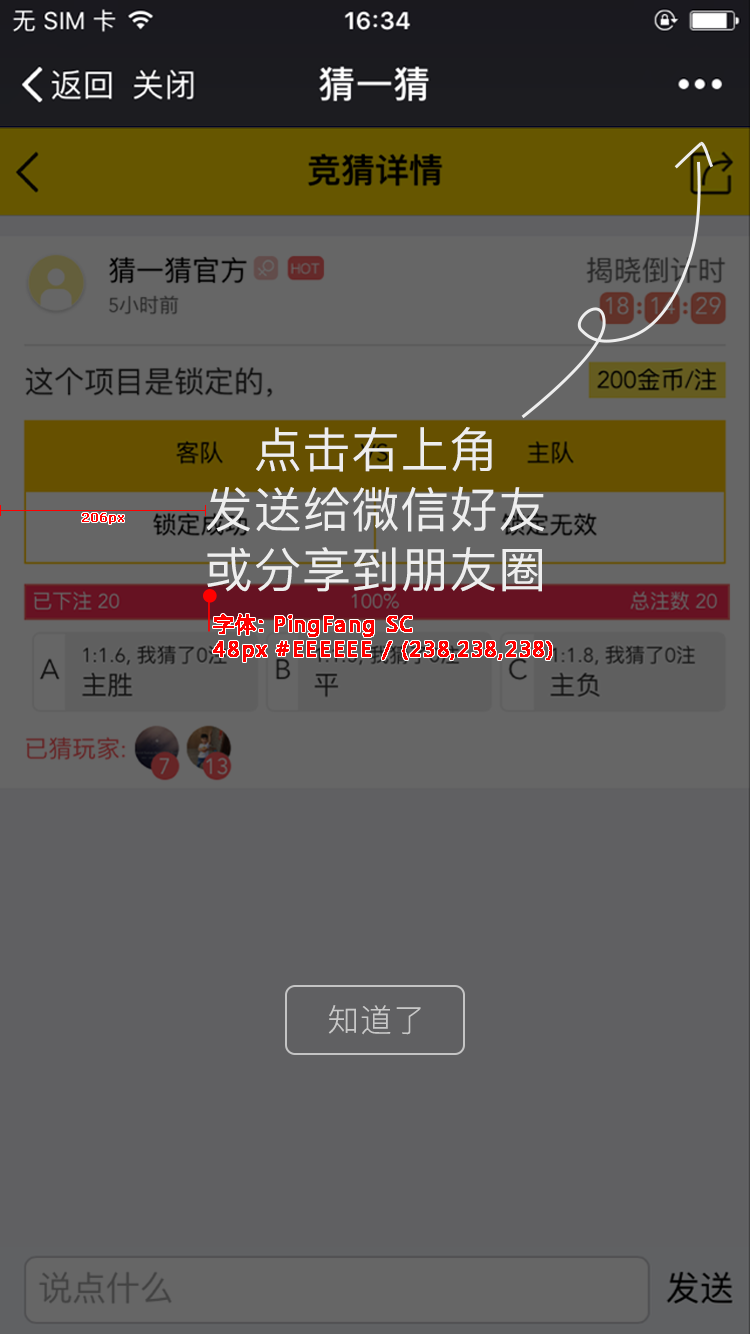 无 SIM 卡 16:34
返回 关闭 猜一猜
竞猜详情
猜一猜官方 HOT 揭晓倒计时
5小时前 18:14:29
这个项目是锁定的, 200金币/注
客队 VS 主队
点击右上角
锁定成功 锁定无效
发送给微信好友
206px
或分享到朋友圈
已下注 20 100% 总注数 20
字体: PingFang SC
48px #EEEEEE / (238,238,238)
A 1:1.6, 我猜了0注 主胜
B 平
C 1:1.8, 我猜了0注 主负
已猜玩家: 7 13
知道了
说点什么 发送